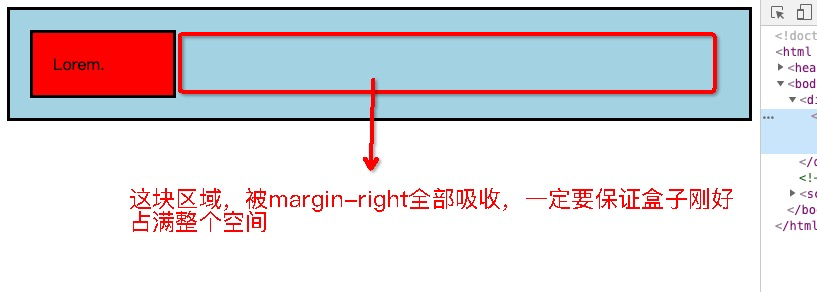 Lorem.
这块区域，被margin-right全部吸收，一定要保证盒子刚好
占满整个空间
<!doct
<html
<hea
<body
<di
...
<
</d
<!-
<sc
</bo
</html